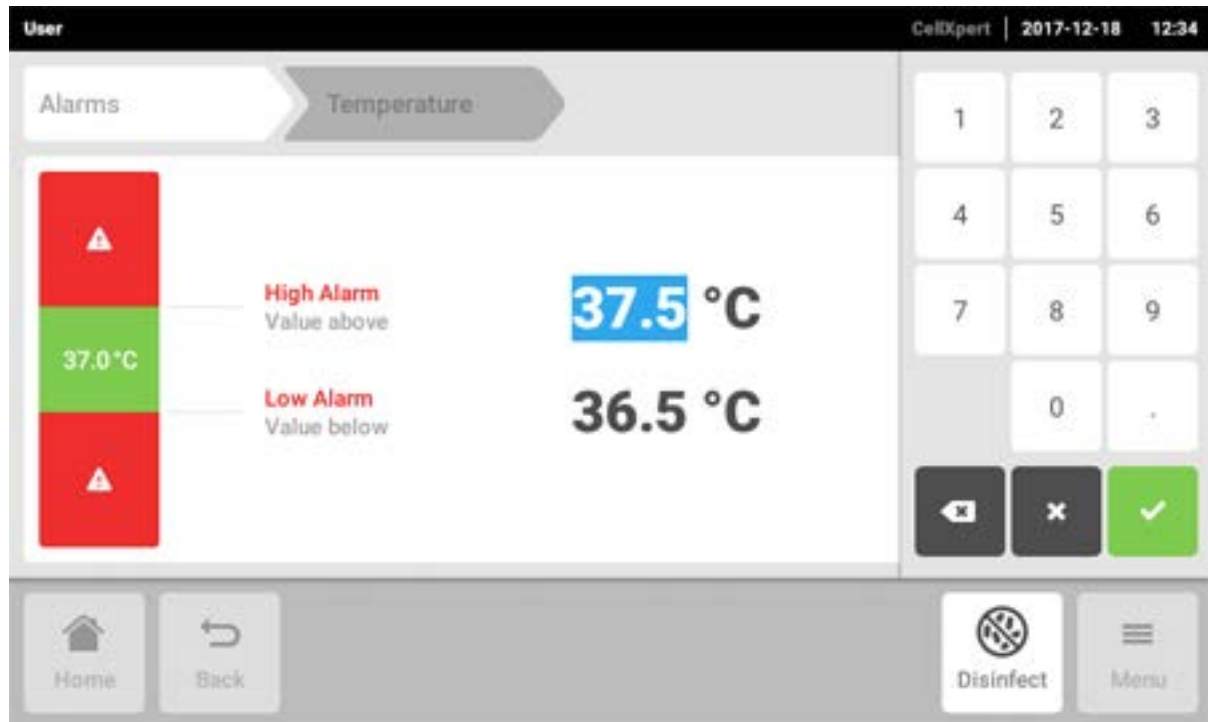 User
CellXpert | 2017-12-18 12:34
Alarms
Temperature
37.0°C
High Alarm
Value above
37.5 °C
Low Alarm
Value below
36.5 °C
1 2 3
4 5 6
7 8 9
0 .
Home
Back
Disinfect
Menu